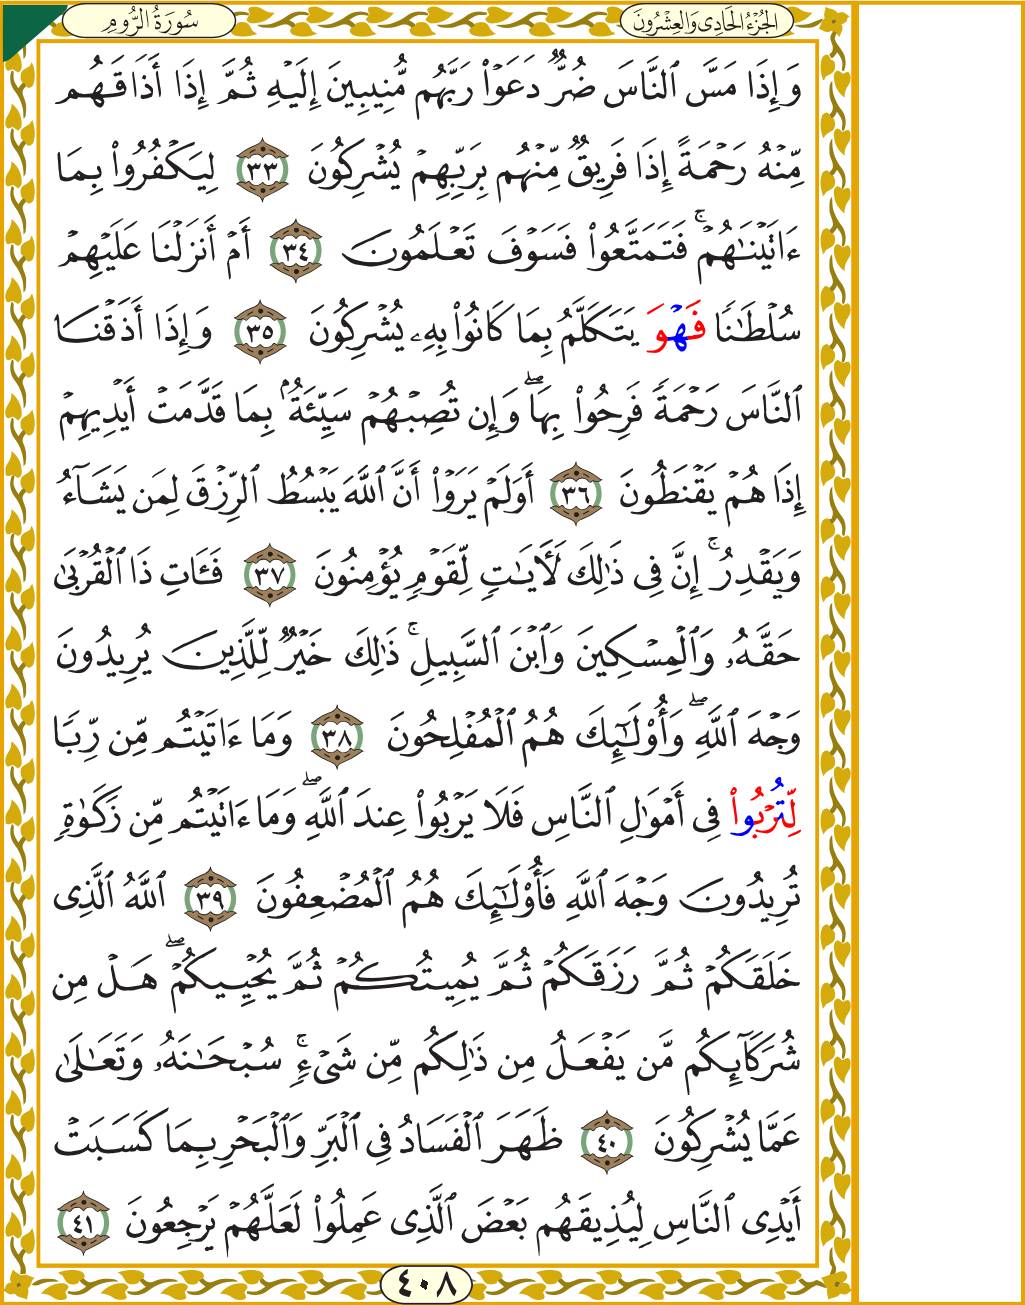 الجُزْءُ الحَادِي وَالعِشْرُونَ
سُورَةُ الرُّومِ
وَإِذَا مَسَّ ٱلنَّاسَ ضُرٌّ دَعَوْا۟ رَبَّهُم مُّنِيبِينَ إِلَيْهِ ثُمَّ إِذَآ أَذَاقَهُم
مِّنْهُ رَحْمَةً إِذَا فَرِيقٌ مِّنْهُم بِرَبِّهِمْ يُشْرِكُونَ ٣٣ لِيَكْفُرُوا۟ بِمَآ
ءَاتَيْنَـٰهُمْ ۚ فَتَمَتَّعُوا۟ فَسَوْفَ تَعْلَمُونَ ٣٤ أَمْ أَنزَلْنَا عَلَيْهِمْ
سُلْطَـٰنًا فَهْوَ يَتَكَلَّمُ بِمَا كَانُوا۟ بِهِۦ يُشْرِكُونَ ٣٥ وَإِذَآ أَذَقْنَا
ٱلنَّاسَ رَحْمَةً فَرِحُوا۟ بِهَا ۖ وَإِن تُصِبْهُمْ سَيِّئَةٌۢ بِمَا قَدَّمَتْ أَيْدِيهِمْ
إِذَا هُمْ يَقْنَطُونَ ٣٦ أَوَلَمْ يَرَوْا۟ أَنَّ ٱللَّهَ يَبْسُطُ ٱلرِّزْقَ لِمَن يَشَآءُ
وَيَقْدِرُ ۚ إِنَّ فِى ذَٰلِكَ لَـَٔايَـٰتٍ لِّقَوْمٍ يُؤْمِنُونَ ٣٧ فَـَٔاتِ ذَا ٱلْقُرْبَىٰ
حَقَّهُۥ وَٱلْمِسْكِينَ وَٱبْنَ ٱلسَّبِيلِ ۚ ذَٰلِكَ خَيْرٌ لِّلَّذِينَ يُرِيدُونَ
وَجْهَ ٱللَّهِ ۖ وَأُو۟لَـٰٓئِكَ هُمُ ٱلْمُفْلِحُونَ ٣٨ وَمَآ ءَاتَيْتُم مِّن رِّبًا
لِّتُرْبُوا۟ فِىٓ أَمْوَٰلِ ٱلنَّاسِ فَلَا يَرْبُوا۟ عِندَ ٱللَّهِ ۖ وَمَآ ءَاتَيْتُم مِّن زَكَوٰةٍ
تُرِيدُونَ وَجْهَ ٱللَّهِ فَأُو۟لَـٰٓئِكَ هُمُ ٱلْمُضْعِفُونَ ٣٩ ٱللَّهُ ٱلَّذِى
خَلَقَكُمْ ثُمَّ رَزَقَكُمْ ثُمَّ يُمِيتُكُمْ ثُمَّ يُحْيِيكُمْ ۖ هَلْ مِن
شُرَكَآئِكُم مَّن يَفْعَلُ مِن ذَٰلِكُم مِّن شَىْءٍ ۚ سُبْحَـٰنَهُۥ وَتَعَـٰلَىٰ
عَمَّا يُشْرِكُونَ ٤٠ ظَهَرَ ٱلْفَسَادُ فِى ٱلْبَرِّ وَٱلْبَحْرِ بِمَا كَسَبَتْ
أَيْدِى ٱلنَّاسِ لِيُذِيقَهُم بَعْضَ ٱلَّذِى عَمِلُوا۟ لَعَلَّهُمْ يَرْجِعُونَ ٤١
٤٠٨